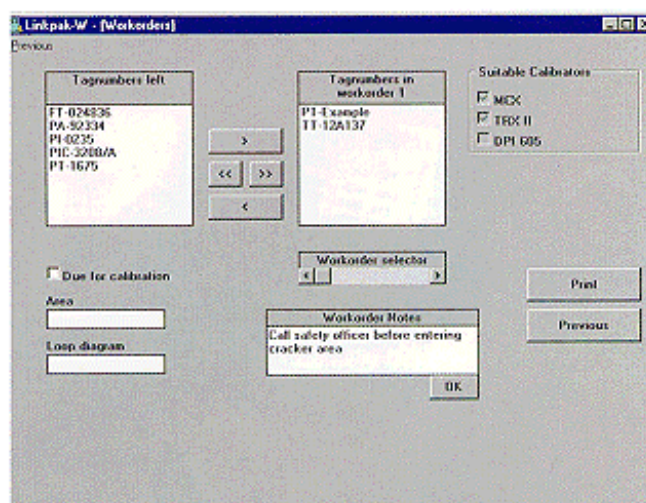 Linkpak-W - [Workorders]
Previous
Tagnumbers left
FT-024836
PA-92334
PI-0235
PIC-3200/A
PT-1675
>
<< >>
<
Tagnumbers in
workorder 1
PT-Example
TT-12A137
Suitable Calibrators
MCX
TRX II
DPI 605
Due for calibration
Area
Loop diagram
Workorder selector
Workorder Notes
Call safety officer before entering
cracker area
OK
Print
Previous